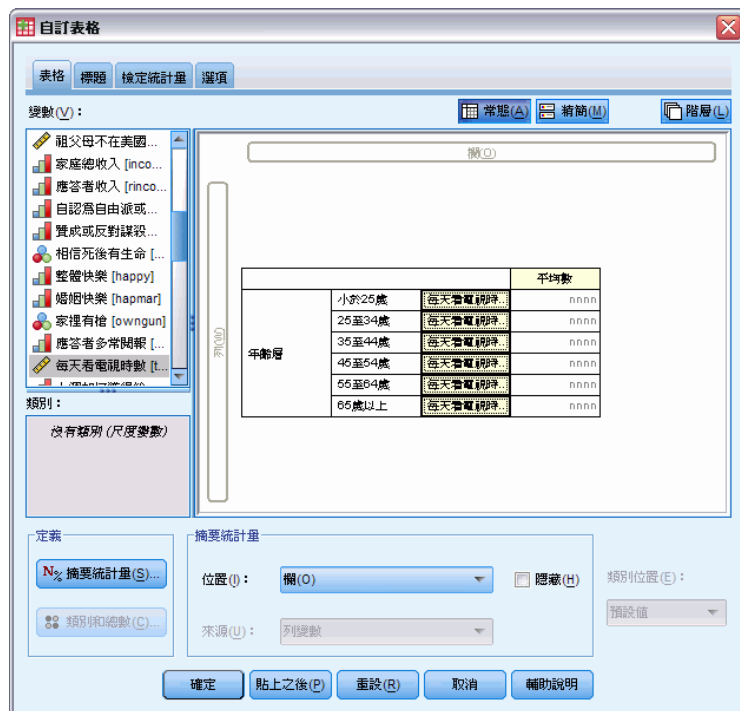 自訂表格
表格 標題 檢定統計量 選項
變數(V)：
常態(A) 精簡(M) 階層(L)
祖父母不在美國...
家庭總收入 [inco...
應答者收入 [rinco...
自認為自由派或...
贊成或反對謀殺...
相信死後有生命 [...
整體快樂 [happy]
婚姻快樂 [hapmar]
家裡有槍 [owngun]
應答者多常閱報 [...
每天看電視時數 [t...
欄(O)
列(W)
平均數
年齡層
小於25歲 每天看電視時... nnnn
25至34歲 每天看電視時... nnnn
35至44歲 每天看電視時... nnnn
45至54歲 每天看電視時... nnnn
55至64歲 每天看電視時... nnnn
65歲以上 每天看電視時... nnnn
類別：
沒有類別 (尺度變數)
定義
N% 摘要統計量(S)...
類別和總數(C)...
摘要統計量
位置(I)： 欄(O) 隱藏(H)
來源(U)： 列變數
類別位置(E)：
預設值
確定 貼上之後(P) 重設(R) 取消 輔助說明